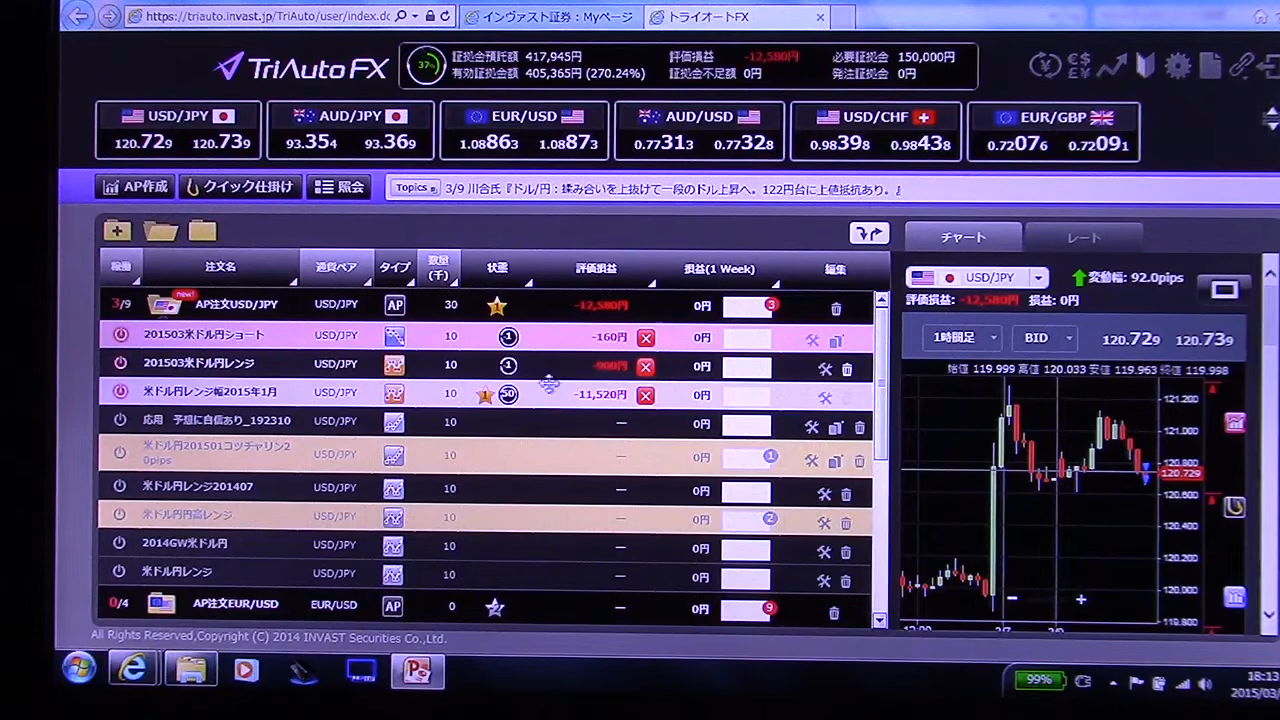 https://triauto.invast.jp/TriAuto/user/index.dc
インヴァスト証券：Myページ
トライオートFX
TriAuto FX
37%
証拠金預託額 417,945円 評価損益 -12,580円 必要証拠金 150,000円
有効証拠金額 405,365円 (270.24%) 証拠金不足額 0円 発注証拠金 0円
USD/JPY AUD/JPY EUR/USD AUD/USD USD/CHF EUR/GBP
120.729 120.739 93.354 93.369 1.08863 1.08873 0.77313 0.77328 0.98398 0.98438 0.72076 0.72091
AP作成 クイック仕掛け 照会 Topics 3/9 川合氏『ドル/円：揉み合いを上抜けて一段のドル上昇へ。122円台に上値抵抗あり。』
チャート レート
稼働 注文名 通貨ペア タイプ 数量(千) 状態 評価損益 損益(1 Week) 編集
USD/JPY 変動幅: 92.0pips
評価損益: -12,580円 損益: 0円
3/9 new! AP注文USD/JPY USD/JPY AP 30 1 -12,580円 0円 3
201503米ドル円ショート USD/JPY 10 1 -160円 0円
1時間足 BID 120.729 120.739
201503米ドル円レンジ USD/JPY 10 1 -900円 0円
始値 119.999 高値 120.033 安値 119.963 終値 119.998
米ドル円レンジ幅2015年1月 USD/JPY 10 1 50 -11,520円 0円
応用 予想に自信あり_192310 USD/JPY 10 — 0円
米ドル円201501コツチャリン2
0pips USD/JPY 10 — 0円 1
米ドル円レンジ201407 USD/JPY 10 — 0円
米ドル円円高レンジ USD/JPY 10 — 0円 2
2014GW米ドル円 USD/JPY 10 — 0円
米ドル円レンジ USD/JPY 10 — 0円
0/4 AP注文EUR/USD EUR/USD AP 0 2 — 0円 9
121.200
121.000
120.800
120.729
120.600
120.400
120.200
120.000
119.800
All Rights Reserved,Copyright (C) 2014 INVAST Securities Co.,Ltd.
99%
18:13
2015/03/